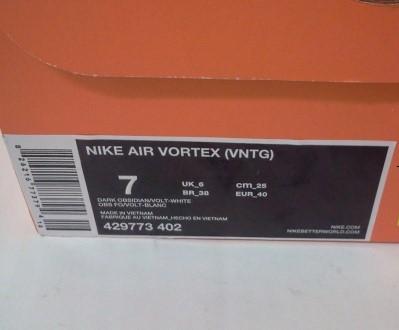 NIKE AIR VORTEX (VNTG)
7
UK_6 cm_25
BR_38 EUR_40
DARK OBSIDIAN/VOLT-WHITE
OBS FO/VOLT-BLANC
MADE IN VIETNAM
FABRIQUE AU VIETNAM_HECHO EN VIETNAM
429773 402
NIKE.COM
NIKEBETTERWORLD.COM